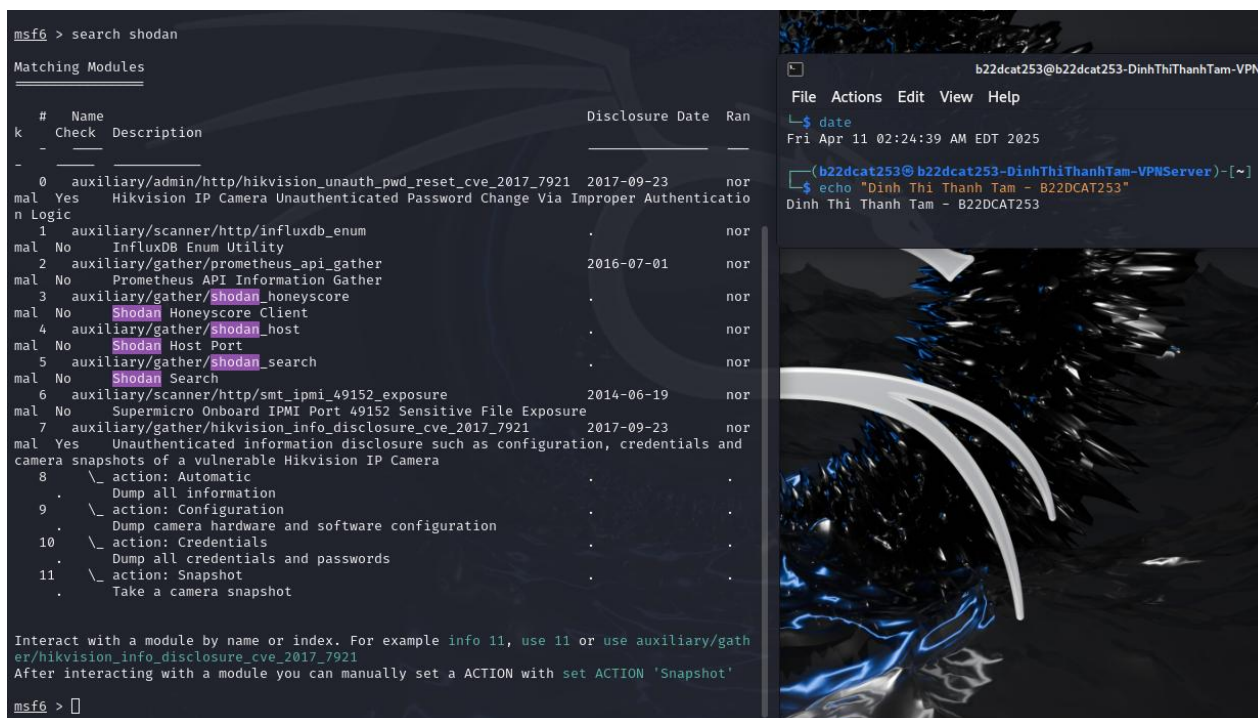 msf6 > search shodan
Matching Modules
# Name Disclosure Date Ran
k Check Description
0 auxiliary/admin/http/hikvision_unauth_pwd_reset_cve_2017_7921 2017-09-23 nor
mal Yes Hikvision IP Camera Unauthenticated Password Change Via Improper Authenticatio
n Logic
1 auxiliary/scanner/http/influxdb_enum . nor
mal No InfluxDB Enum Utility
2 auxiliary/gather/prometheus_api_gather 2016-07-01 nor
mal No Prometheus API Information Gather
3 auxiliary/gather/shodan_honeyscore . nor
mal No Shodan Honeyscore Client
4 auxiliary/gather/shodan_host . nor
mal No Shodan Host Port
5 auxiliary/gather/shodan_search . nor
mal No Shodan Search
6 auxiliary/scanner/http/smt_ipmi_49152_exposure 2014-06-19 nor
mal No Supermicro Onboard IPMI Port 49152 Sensitive File Exposure
7 auxiliary/gather/hikvision_info_disclosure_cve_2017_7921 2017-09-23 nor
mal Yes Unauthenticated information disclosure such as configuration, credentials and
camera snapshots of a vulnerable Hikvision IP Camera
8 \_ action: Automatic . .
. Dump all information
9 \_ action: Configuration . .
. Dump camera hardware and software configuration
10 \_ action: Credentials . .
. Dump all credentials and passwords
11 \_ action: Snapshot . .
. Take a camera snapshot
Interact with a module by name or index. For example info 11, use 11 or use auxiliary/gath
er/hikvision_info_disclosure_cve_2017_7921
After interacting with a module you can manually set a ACTION with set ACTION 'Snapshot'
msf6 >
b22dcat253@b22dcat253-DinhThiThanhTam-VPN
File Actions Edit View Help
└─$ date
Fri Apr 11 02:24:39 AM EDT 2025
┌──(b22dcat253㉿b22dcat253-DinhThiThanhTam-VPNServer)-[~]
└─$ echo "Dinh Thi Thanh Tam - B22DCAT253"
Dinh Thi Thanh Tam - B22DCAT253